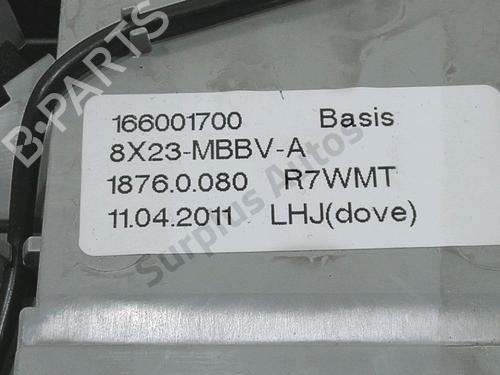 B-PARTS
166001700 Basis
8X23-MBBV-A
1876.0.080 R7WMT
11.04.2011 LHJ(dove)
Surplus Autos